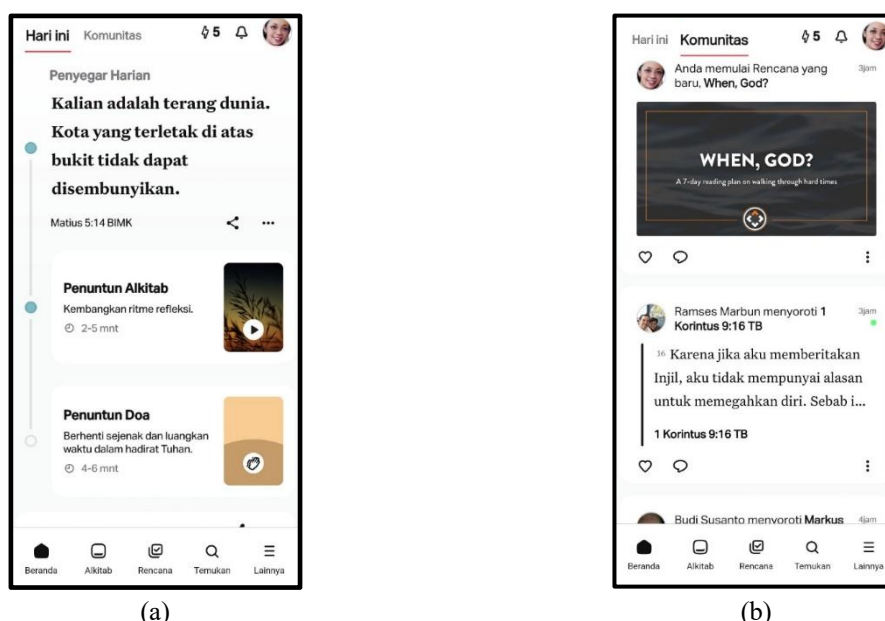 Hari ini Komunitas 5
Penyegar Harian
Kalian adalah terang dunia.
Kota yang terletak di atas
bukit tidak dapat
disembunyikan.
Matius 5:14 BIMK
Penuntun Alkitab
Kembangkan ritme refleksi.
2-5 mnt
Penuntun Doa
Berhenti sejenak dan luangkan
waktu dalam hadirat Tuhan.
4-6 mnt
Beranda Alkitab Rencana Temukan Lainnya
(a)
Hari ini Komunitas 5
Anda memulai Rencana yang 3jam
baru, When, God?
WHEN, GOD?
A 7-day reading plan on walking through hard times
Ramses Marbun menyoroti 1 3jam
Korintus 9:16 TB
16 Karena jika aku memberitakan
Injil, aku tidak mempunyai alasan
untuk memegahkan diri. Sebab i...
1 Korintus 9:16 TB
Budi Susanto menyoroti Markus 4jam
Beranda Alkitab Rencana Temukan Lainnya
(b)